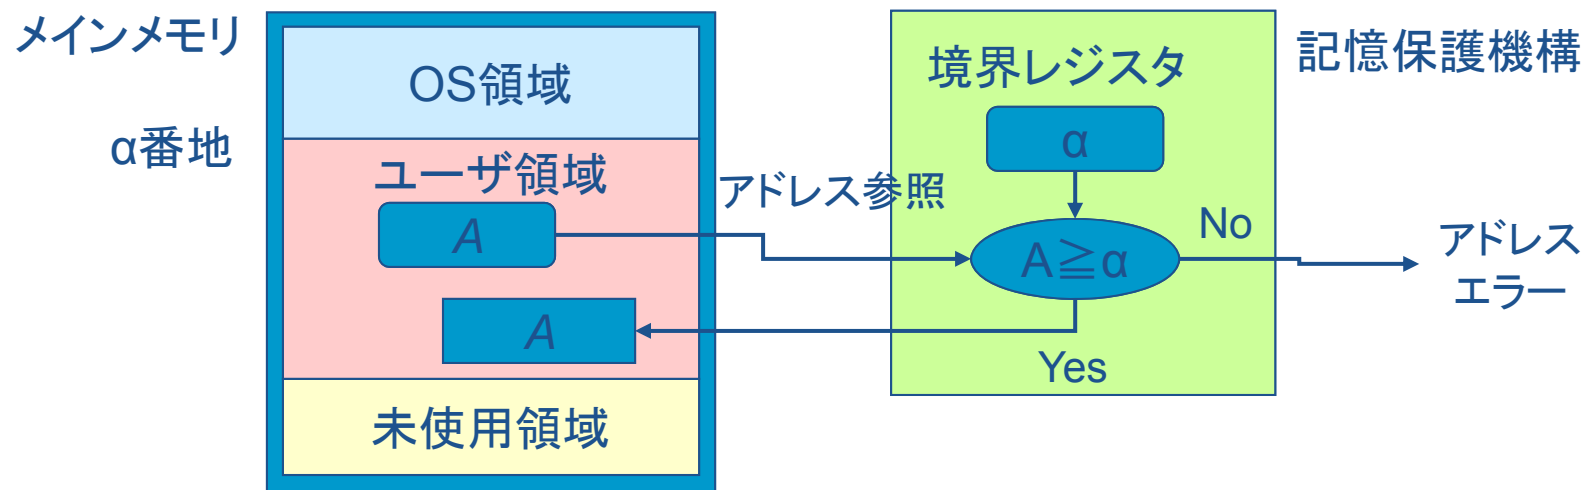 メインメモリ
α番地
OS領域
ユーザ領域
A
A
未使用領域
アドレス参照
境界レジスタ
α
A≧α
No
Yes
記憶保護機構
アドレス
エラー